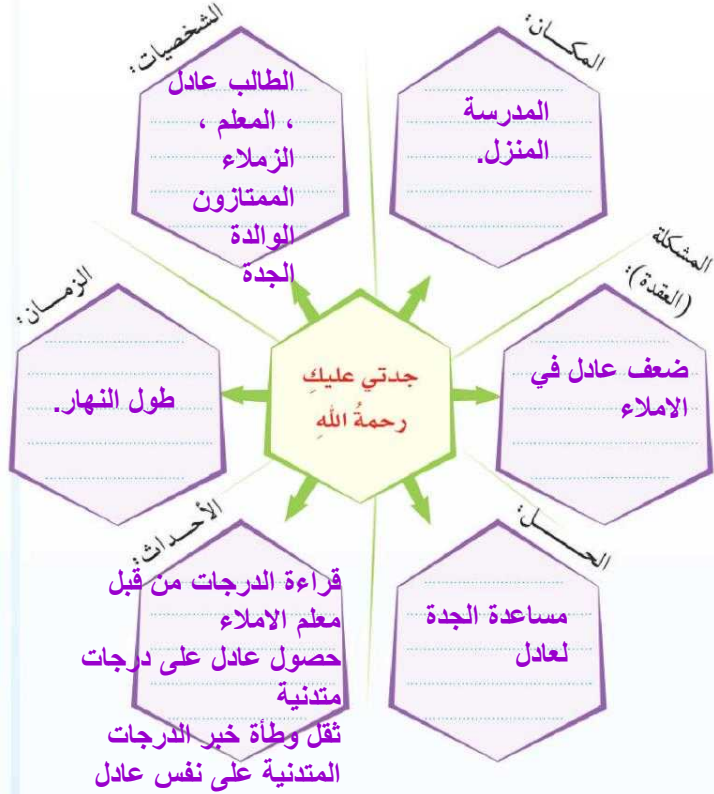 المكان:
المدرسة
المنزل.
الشخصيات:
الطالب عادل
، المعلم ،
الزملاء
الممتازون
الوالدة
الجدة
المشكلة
(العقدة):
ضعف عادل في
الاملاء
جدتي عليكِ
رحمةُ اللهِ
الزمان:
طول النهار.
الحل:
مساعدة الجدة
لعادل
الأحداث:
قراءة الدرجات من قبل
معلم الاملاء
حصول عادل على درجات
متدنية
ثقل وطأة خبر الدرجات
المتدنية على نفس عادل